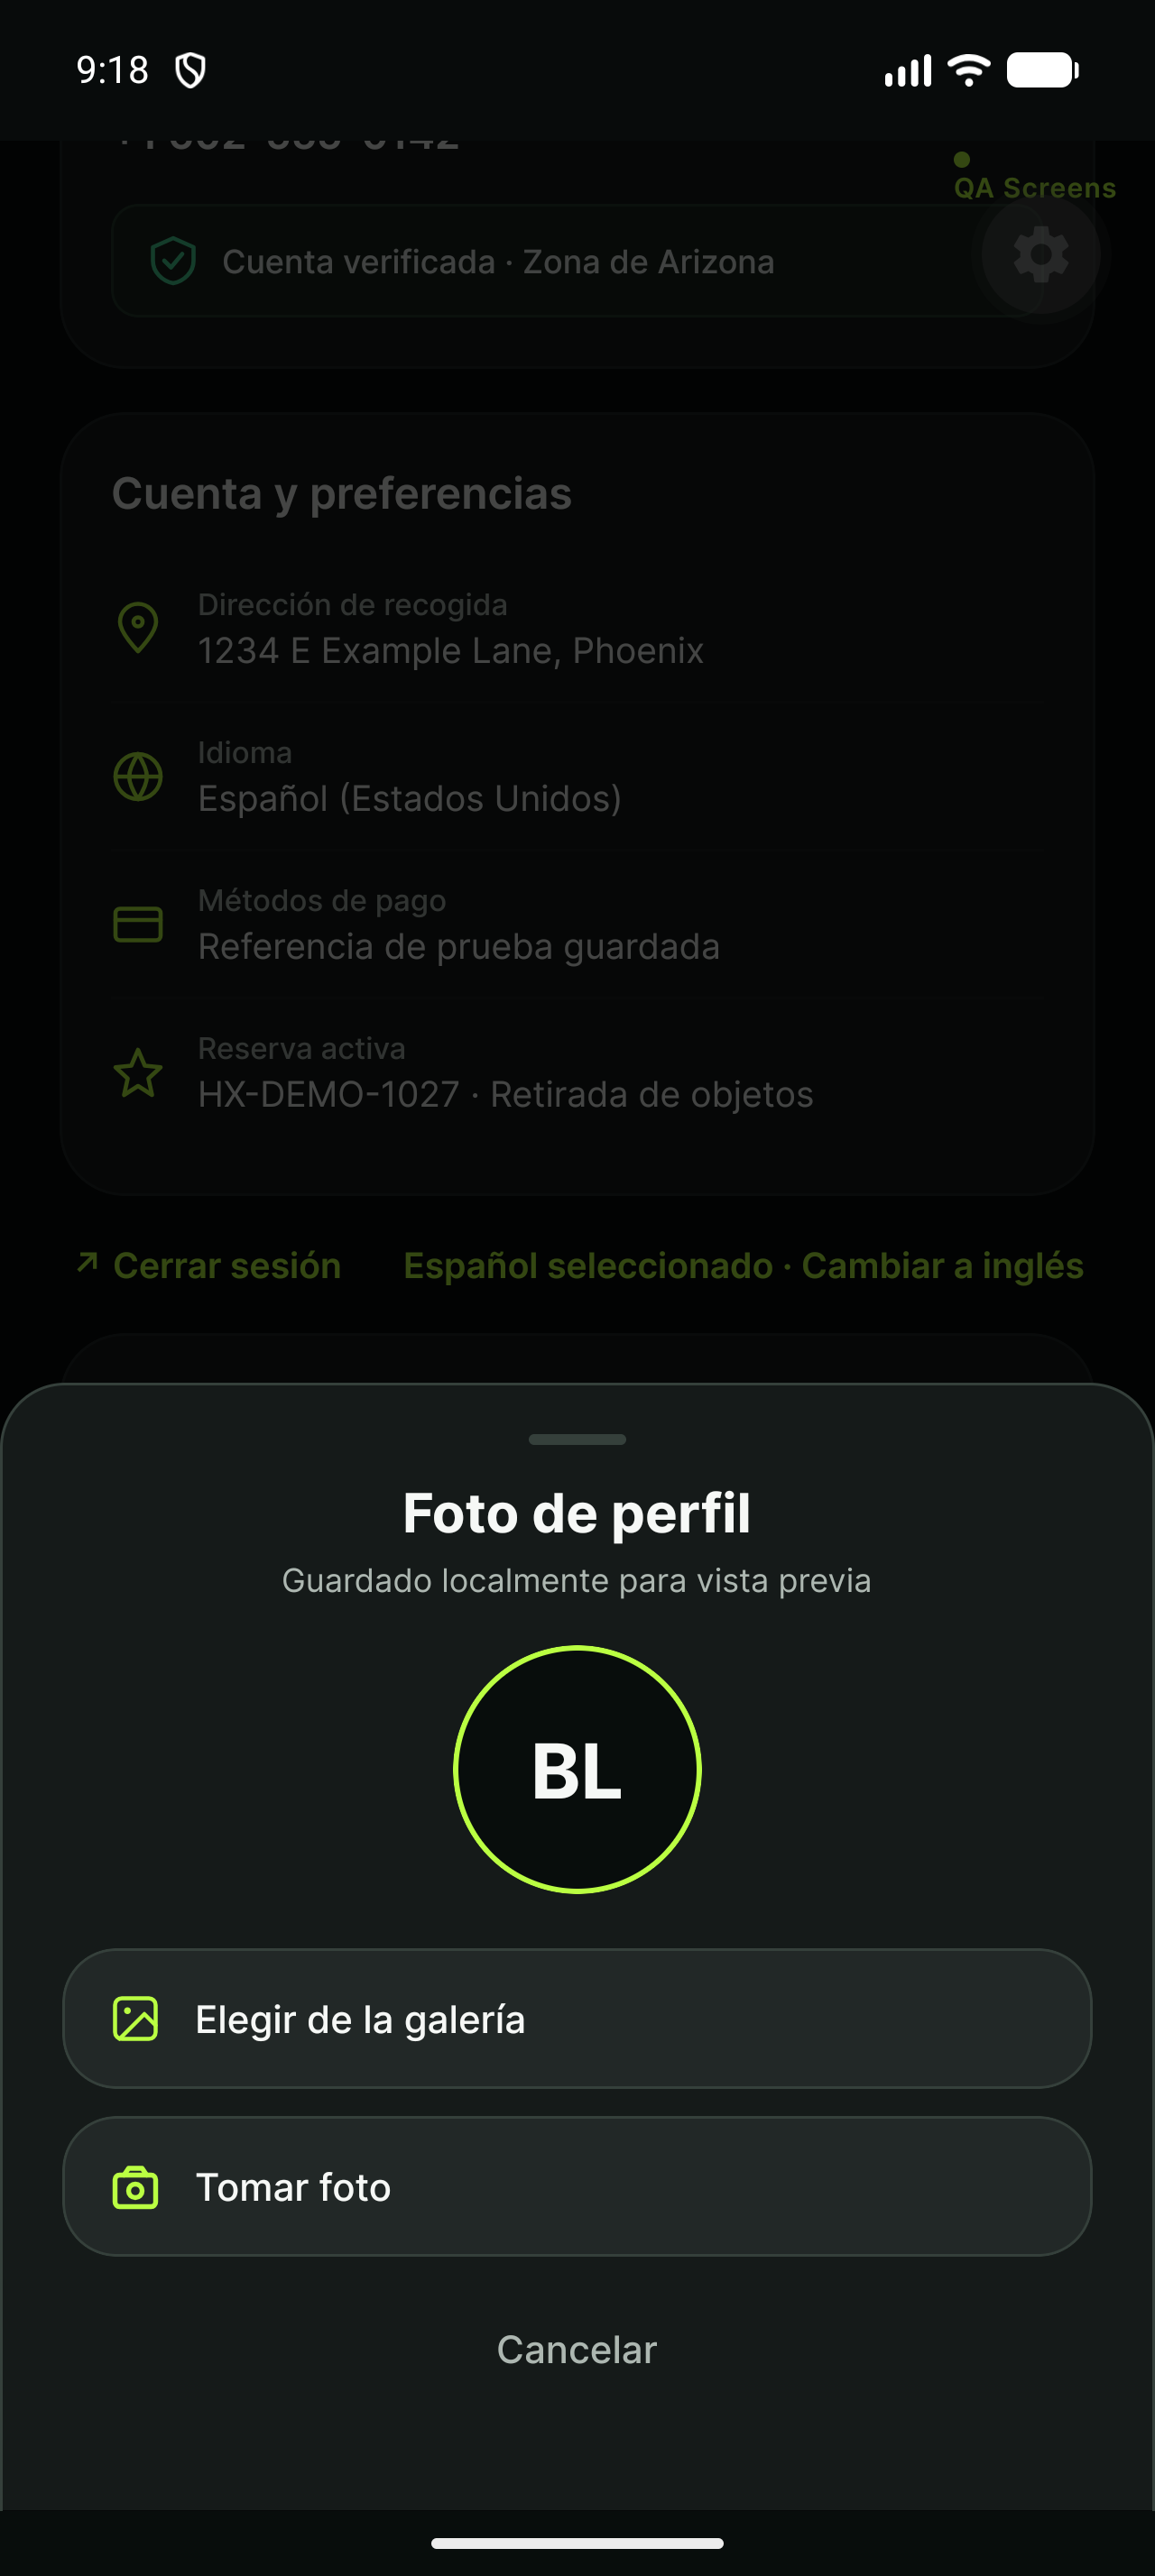 9:18
QA Screens
Cuenta verificada · Zona de Arizona
Cuenta y preferencias
Dirección de recogida
1234 E Example Lane, Phoenix
Idioma
Español (Estados Unidos)
Métodos de pago
Referencia de prueba guardada
Reserva activa
HX-DEMO-1027 · Retirada de objetos
Cerrar sesión
Español seleccionado · Cambiar a inglés
Foto de perfil
Guardado localmente para vista previa
BL
Elegir de la galería
Tomar foto
Cancelar